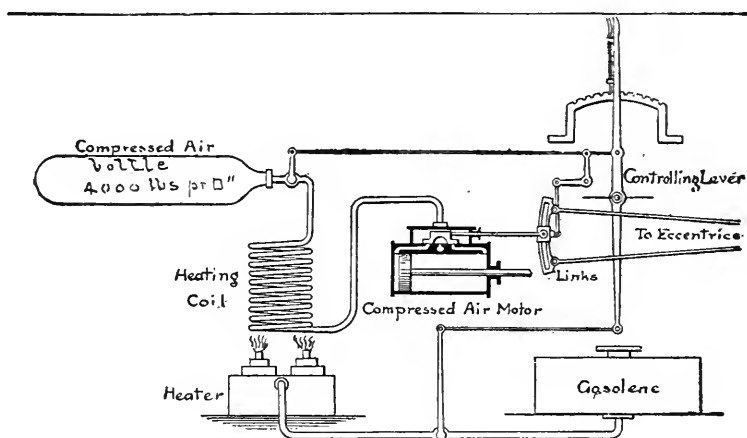 Compressed Air
bottle
4000 lbs pr □"
Controlling Lever
To Eccentrics
Links
Heating
Coil
Compressed Air Motor
Heater
Gasolene